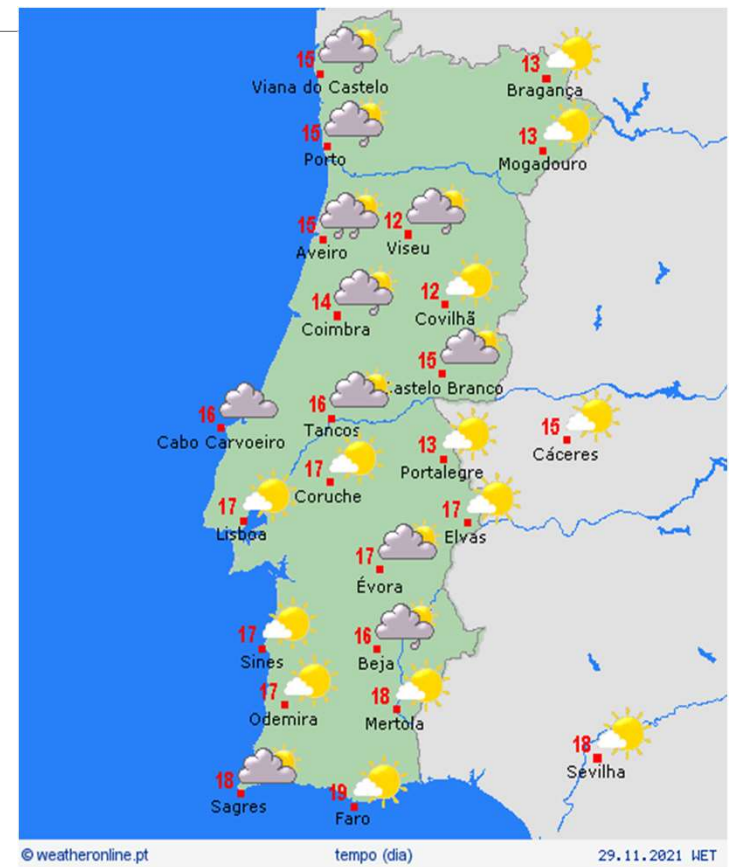 15
Viana do Castelo
13
Bragança
15
Porto
13
Mogadouro
15
Aveiro
12
Viseu
14
Coimbra
12
Covilhã
15
astelo Branco
16
Cabo Carvoeiro
16
Tancos
13
Portalegre
15
Cáceres
17
Coruche
17
Lisboa
17
Elvas
17
Évora
17
Sines
16
Beja
17
Odemira
18
Mertola
18
Sevilha
18
Sagres
19
Faro
© weatheronline.pt tempo (dia) 29.11.2021 WET